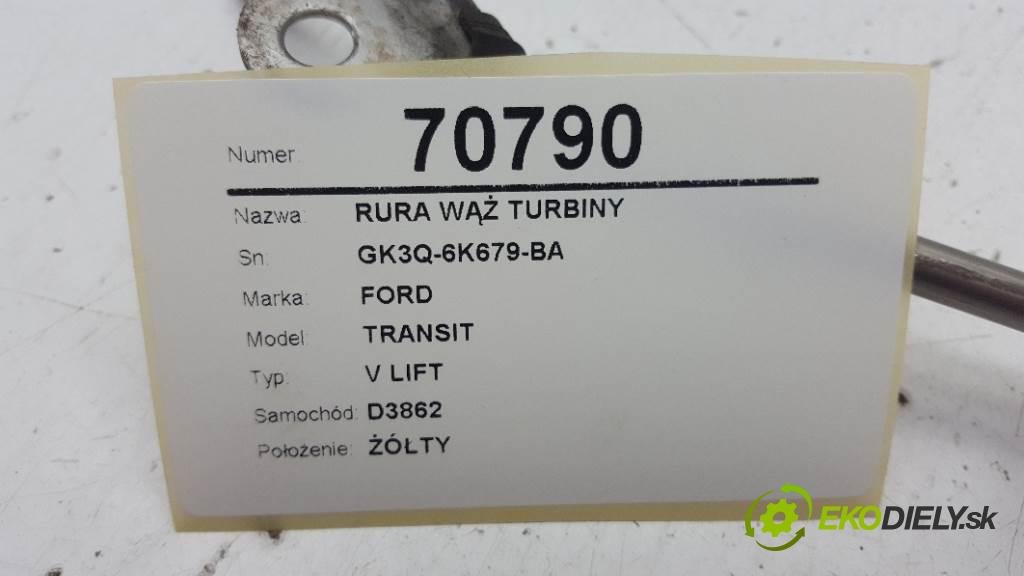 Numer: 70790
Nazwa: RURA WĄŻ TURBINY
Sn: GK3Q-6K679-BA
Marka: FORD
Model: TRANSIT
Typ: V LIFT
Samochód: D3862
Położenie: ŻÓŁTY
EKODIELY.sk